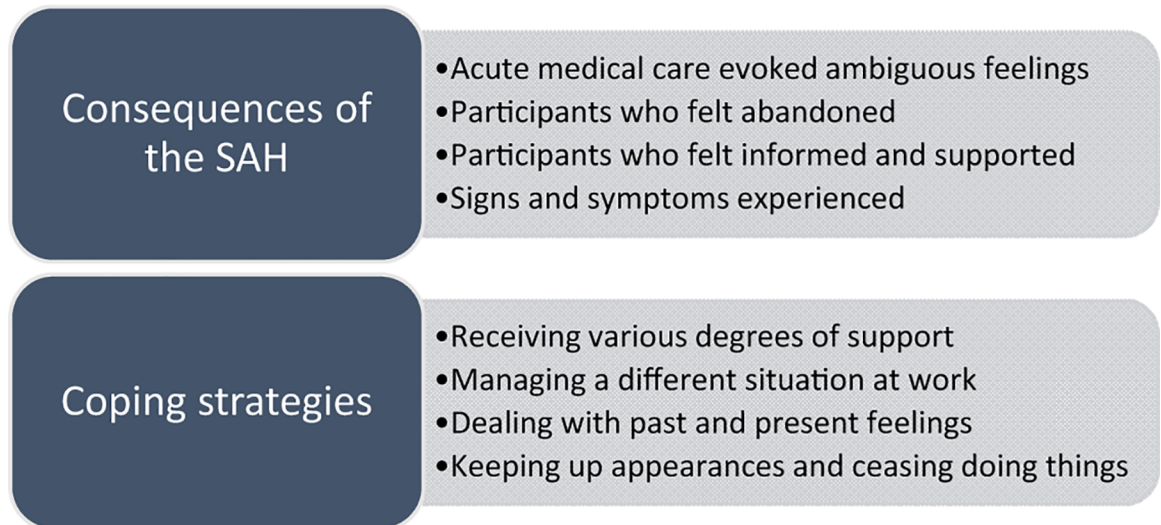 Consequences of
the SAH
•Acute medical care evoked ambiguous feelings
•Participants who felt abandoned
•Participants who felt informed and supported
•Signs and symptoms experienced
Coping strategies
•Receiving various degrees of support
•Managing a different situation at work
•Dealing with past and present feelings
•Keeping up appearances and ceasing doing things